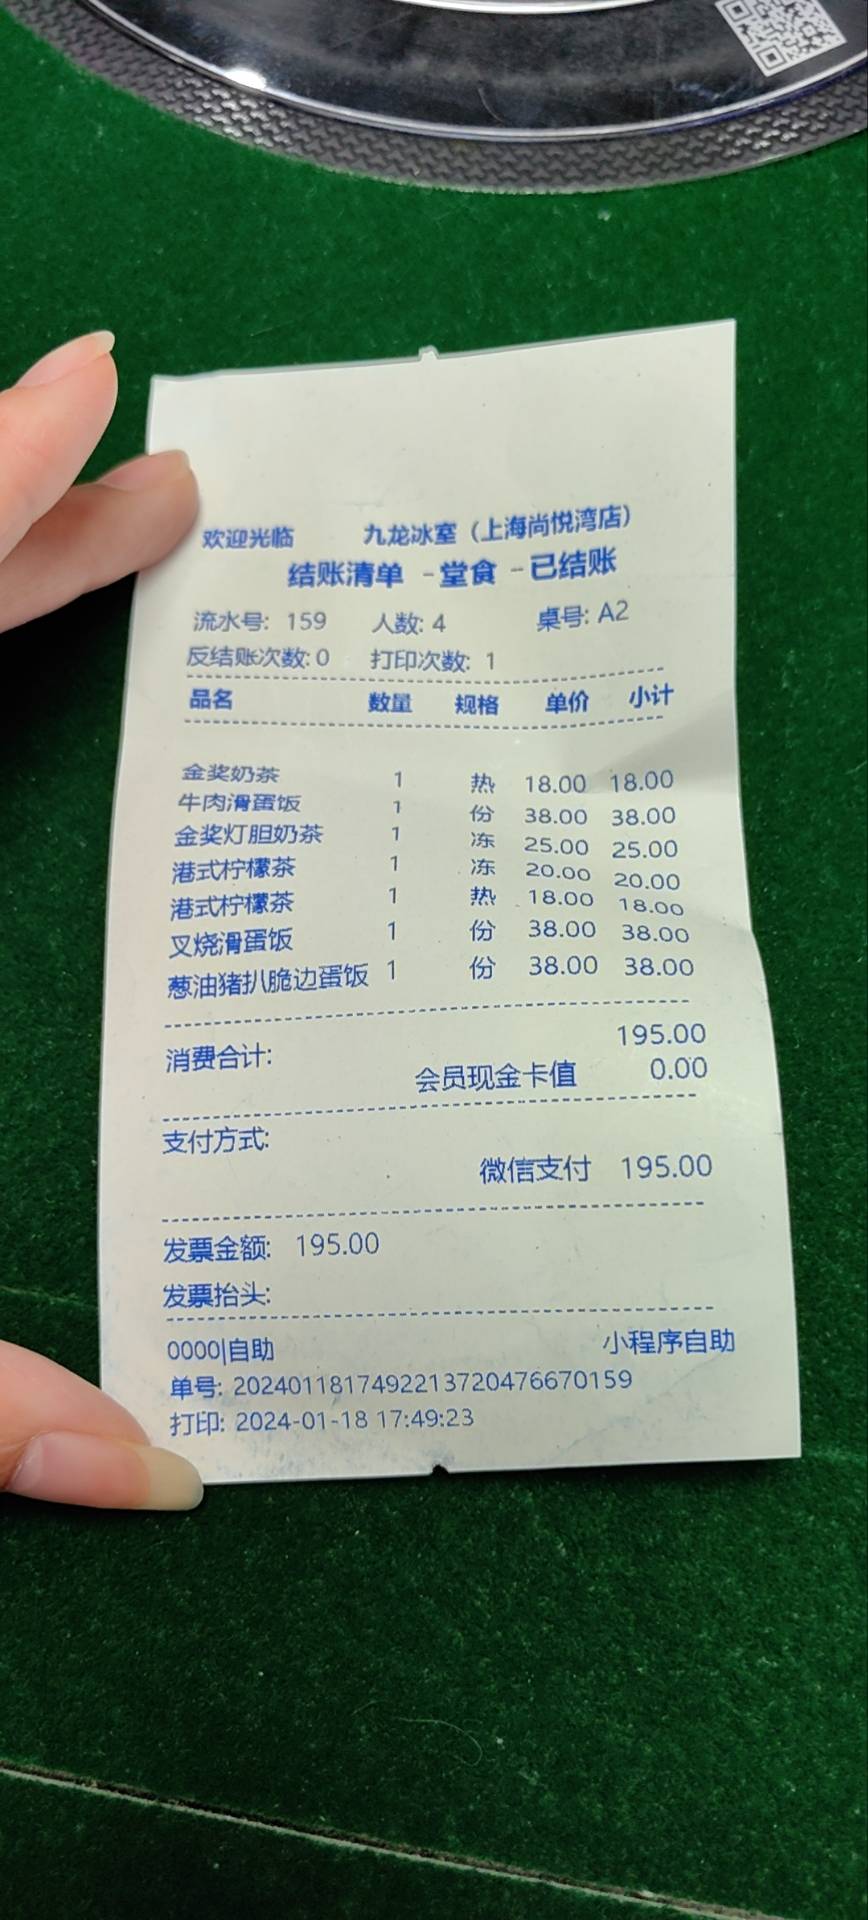 欢迎光临 九龙冰室（上海尚悦湾店）
结账清单 -堂食 -已结账
流水号: 159 人数: 4 桌号: A2
反结账次数: 0 打印次数: 1
品名 数量 规格 单价 小计
金奖奶茶 1 热 18.00 18.00
牛肉滑蛋饭 1 份 38.00 38.00
金奖灯胆奶茶 1 冻 25.00 25.00
港式柠檬茶 1 冻 20.00 20.00
港式柠檬茶 1 热 18.00 18.00
叉烧滑蛋饭 1 份 38.00 38.00
葱油猪扒脆边蛋饭 1 份 38.00 38.00
消费合计: 195.00
会员现金卡值 0.00
支付方式:
微信支付 195.00
发票金额: 195.00
发票抬头:
0000|自助 小程序自助
单号: 2024011817492213720476670159
打印: 2024-01-18 17:49:23